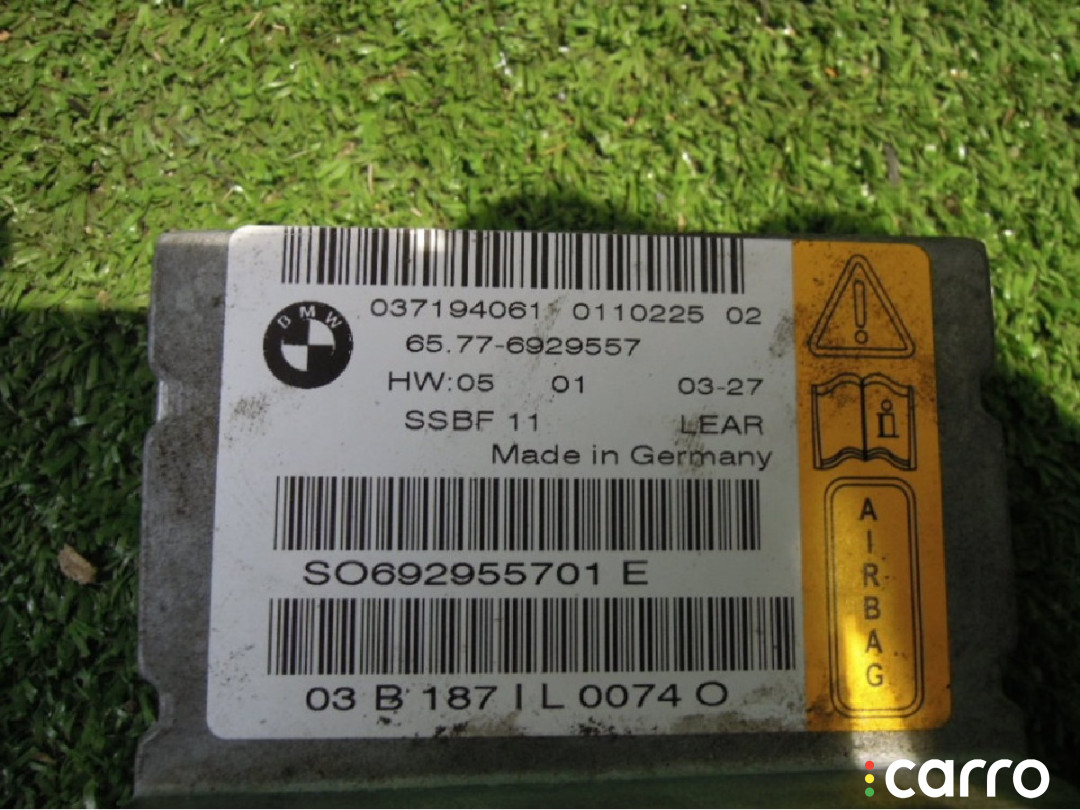 037194061 0110225 02
BMW
65.77-6929557
HW:05 01 03-27
SSBF 11 LEAR
Made in Germany
SO692955701 E
03 B 187 I L 0074 O
AIRBAG
carro